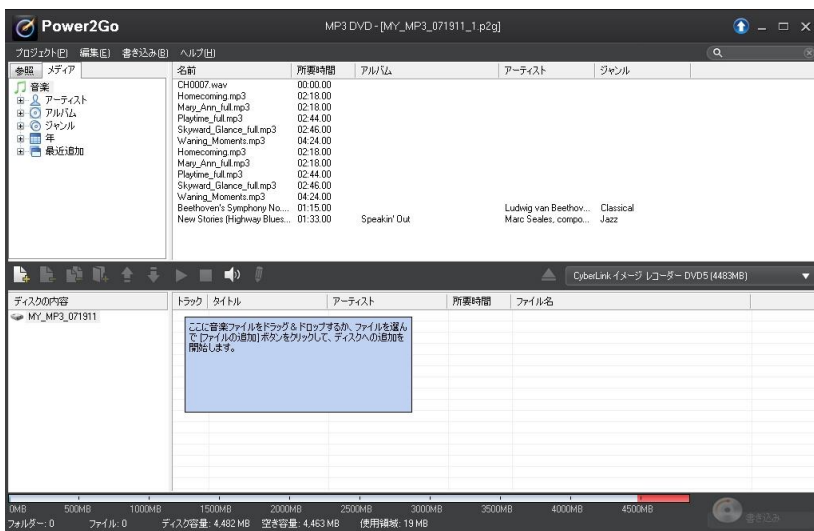 Power2Go
MP3 DVD - [MY_MP3_071911_1.p2g]
プロジェクト(P) 編集(E) 書き込み(B) ヘルプ(H)
参照 メディア
音楽
アーティスト
アルバム
ジャンル
年
最近追加
名前 所要時間 アルバム アーティスト ジャンル
CH0007.wav 00:00.00
Homecoming.mp3 02:18.00
Mary_Ann_full.mp3 02:18.00
Playtime_full.mp3 02:44.00
Skyward_Glance_full.mp3 02:46.00
Waning_Moments.mp3 04:24.00
Homecoming.mp3 02:18.00
Mary_Ann_full.mp3 02:18.00
Playtime_full.mp3 02:44.00
Skyward_Glance_full.mp3 02:46.00
Waning_Moments.mp3 04:24.00
Beethoven's Symphony No.... 01:15.00 Ludwig van Beethov... Classical
New Stories (Highway Blues... 01:33.00 Speakin' Out Marc Seales, compo... Jazz
CyberLink イメージ レコーダー DVD5 (4483MB)
ディスクの内容
MY_MP3_071911
トラック タイトル アーティスト 所要時間 ファイル名
ここに音楽ファイルをドラッグ & ドロップするか、ファイルを選ん
で [ファイルの追加] ボタンをクリックして、ディスクへの追加を
開始します。
0MB 500MB 1000MB 1500MB 2000MB 2500MB 3000MB 3500MB 4000MB 4500MB
フォルダー: 0 ファイル: 0 ディスク容量: 4,482 MB 空き容量: 4,463 MB 使用領域: 19 MB
書き込み